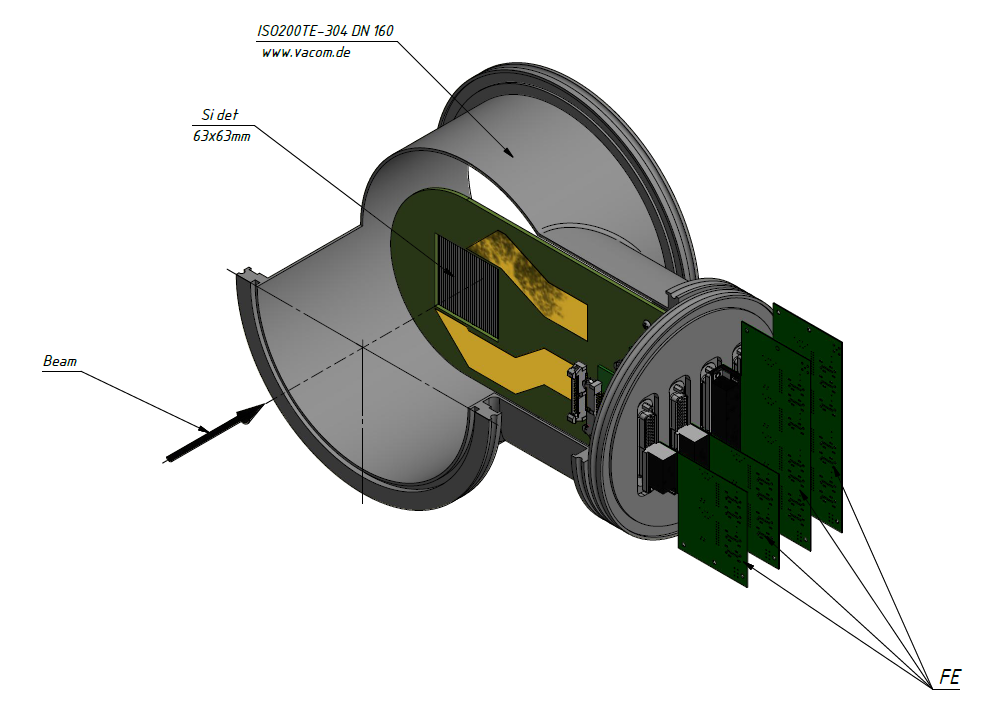 ISO200TE-304 DN 160
www.vacom.de
Si det
63x63mm
Beam
FE